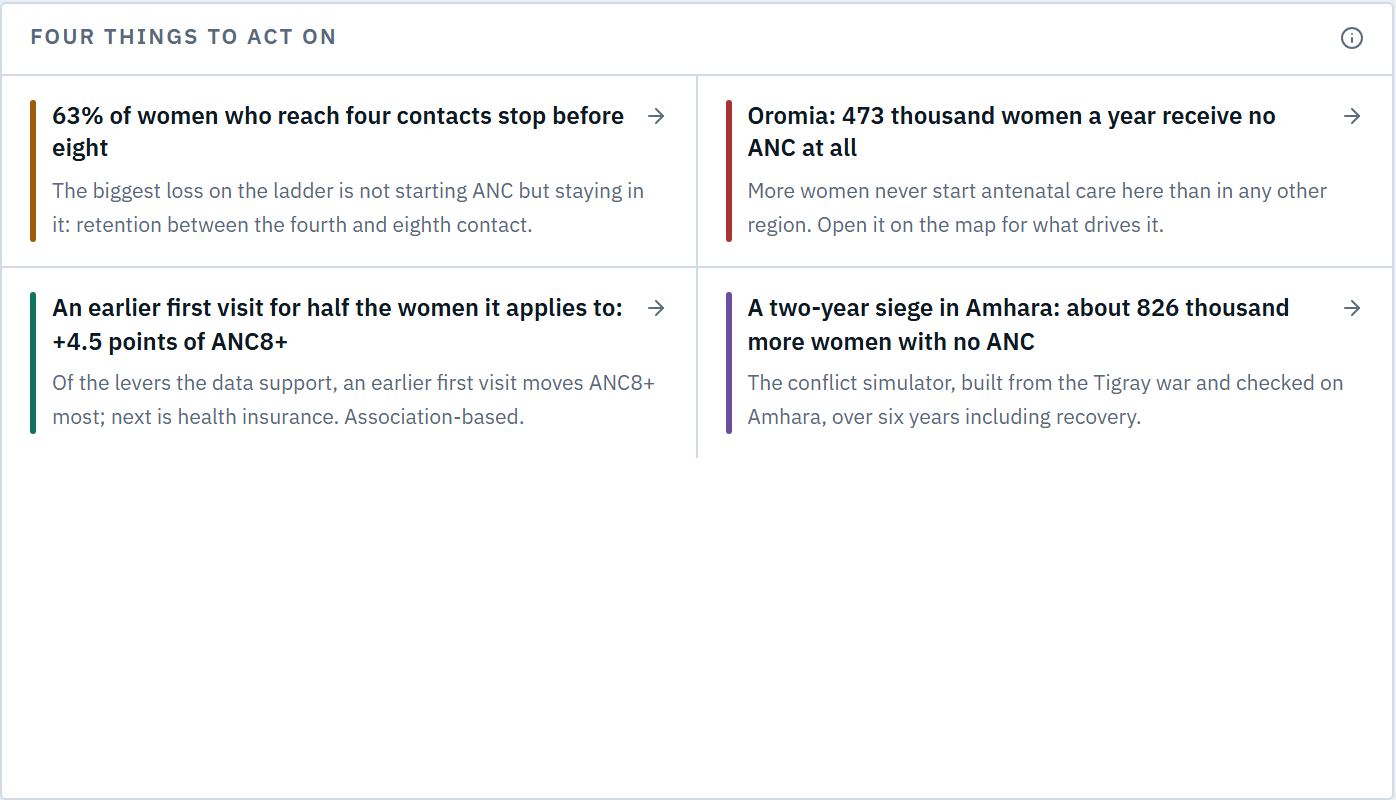 FOUR THINGS TO ACT ON
63% of women who reach four contacts stop before
eight
The biggest loss on the ladder is not starting ANC but staying in
it: retention between the fourth and eighth contact.
Oromia: 473 thousand women a year receive no
ANC at all
More women never start antenatal care here than in any other
region. Open it on the map for what drives it.
An earlier first visit for half the women it applies to:
+4.5 points of ANC8+
Of the levers the data support, an earlier first visit moves ANC8+
most; next is health insurance. Association-based.
A two-year siege in Amhara: about 826 thousand
more women with no ANC
The conflict simulator, built from the Tigray war and checked on
Amhara, over six years including recovery.